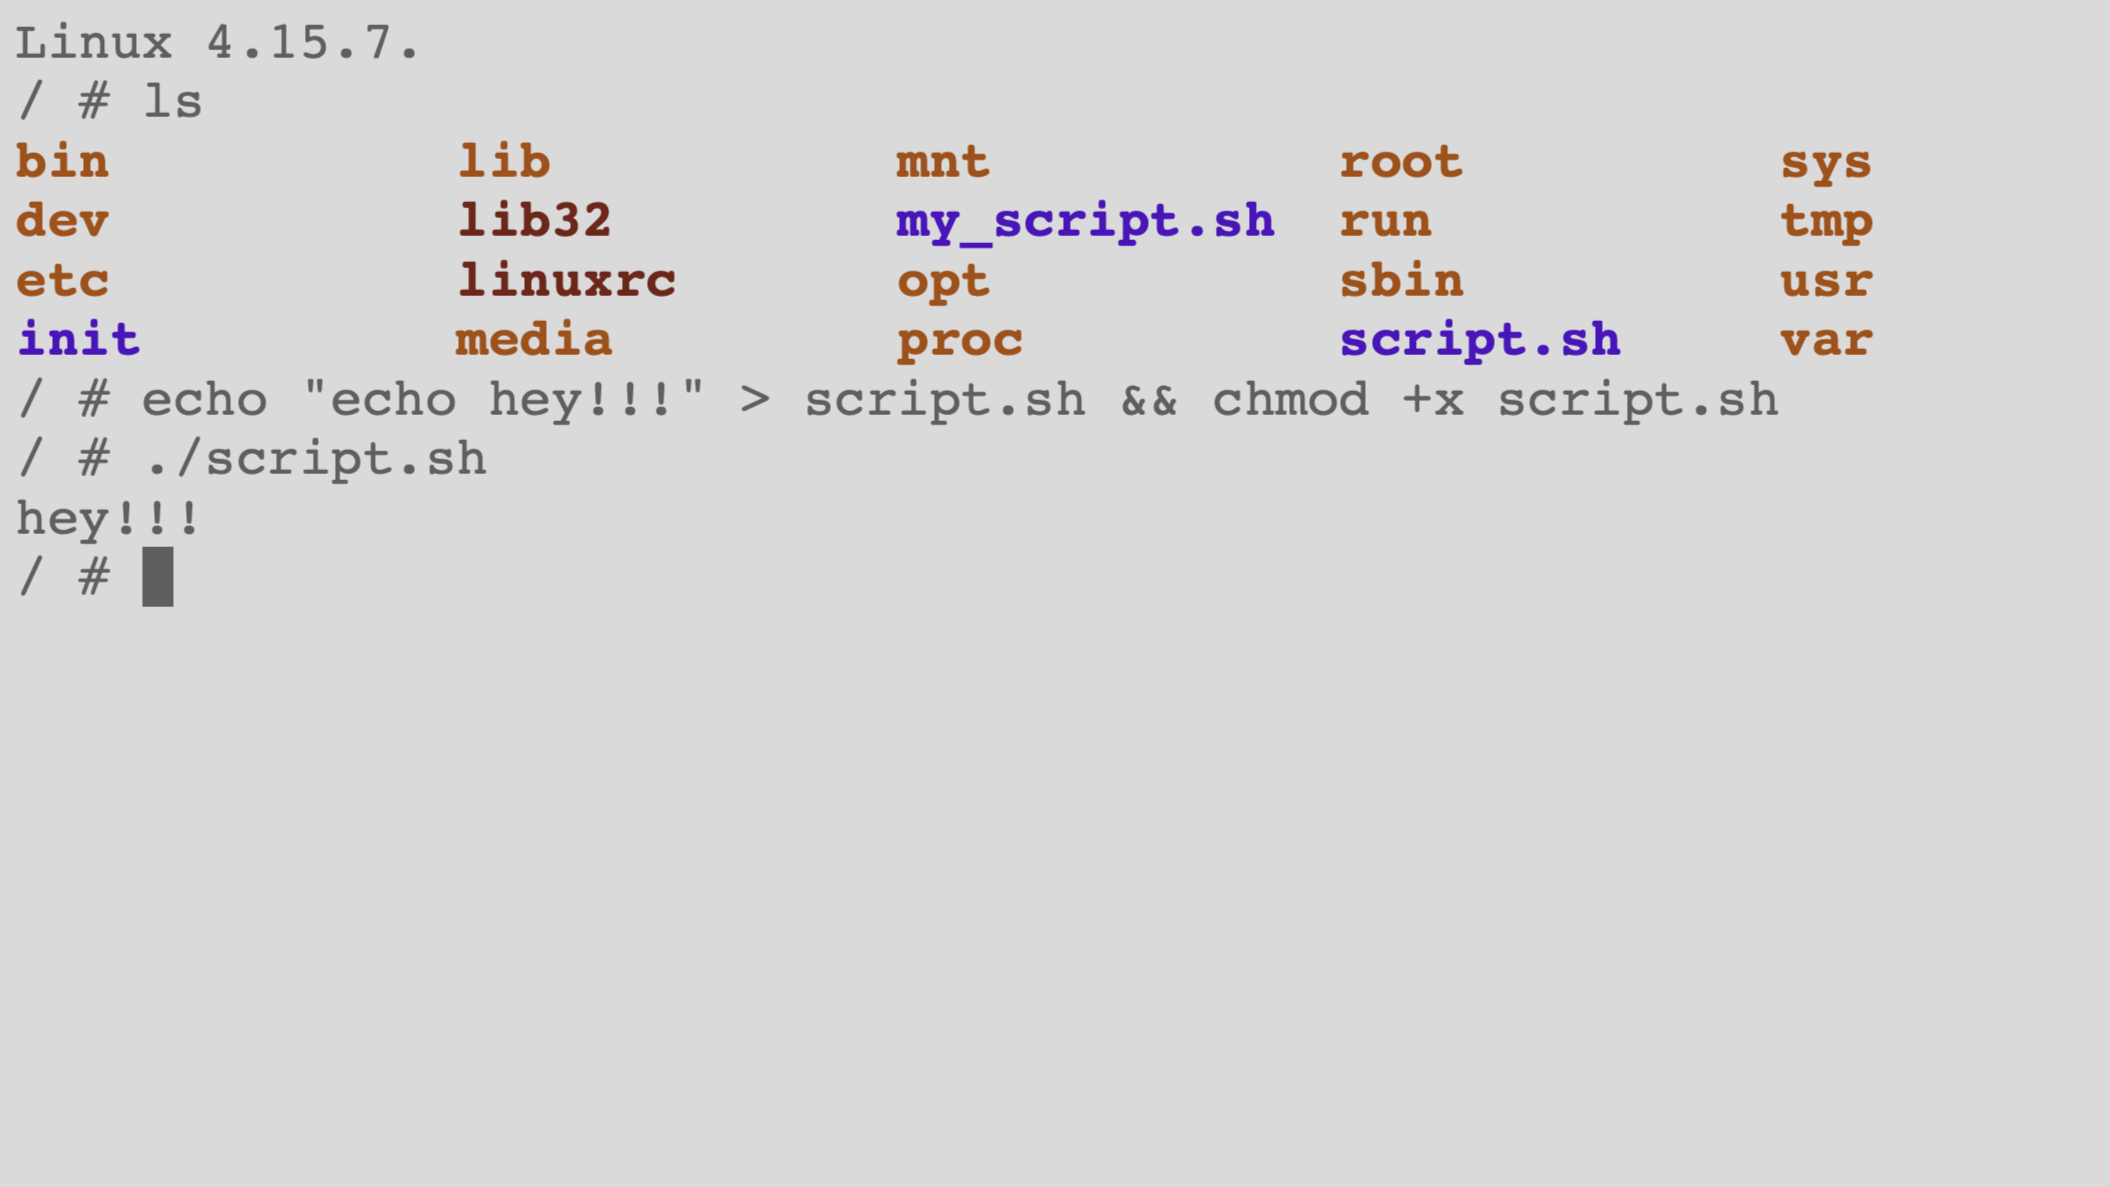 Linux 4.15.7.
/ # ls
bin lib mnt root sys
dev lib32 my_script.sh run tmp
etc linuxrc opt sbin usr
init media proc script.sh var
/ # echo "echo hey!!!" > script.sh && chmod +x script.sh
/ # ./script.sh
hey!!!
/ #